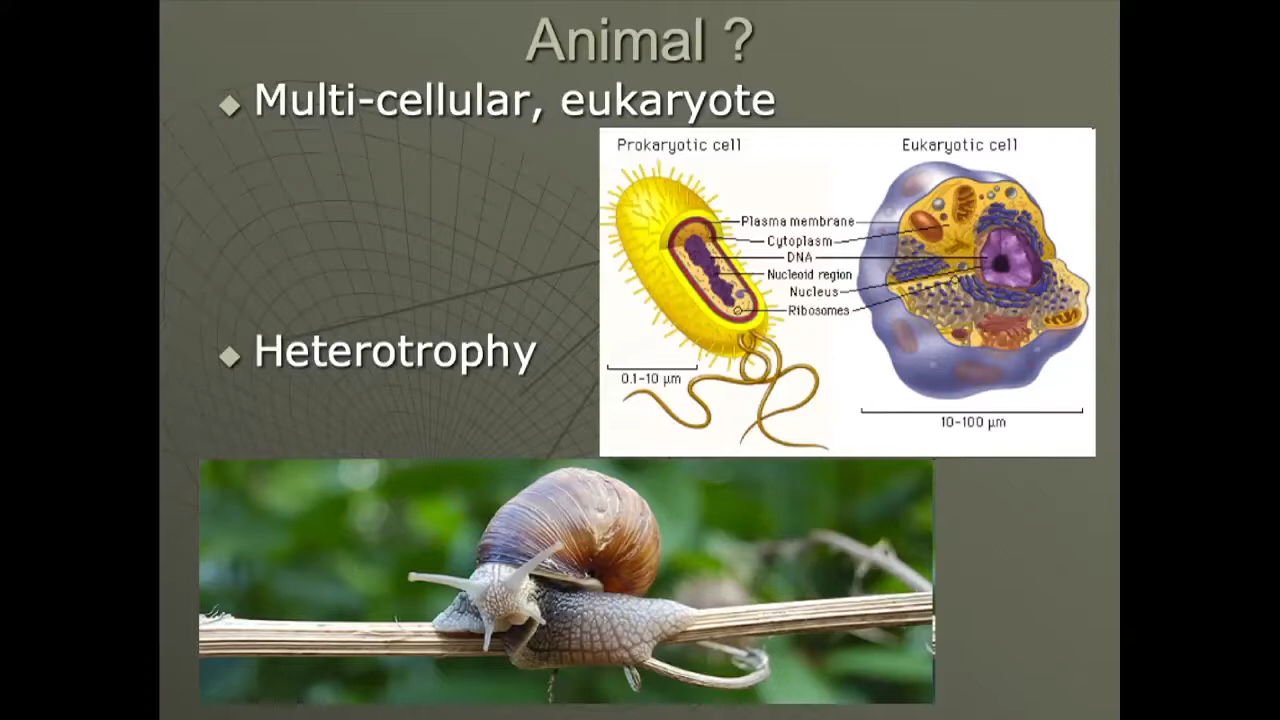 Animal ?
Multi-cellular, eukaryote
Prokaryotic cell
Eukaryotic cell
Plasma membrane
Cytoplasm
DNA
Nucleoid region
Nucleus
Ribosomes
0.1-10 µm
10-100 µm
Heterotrophy